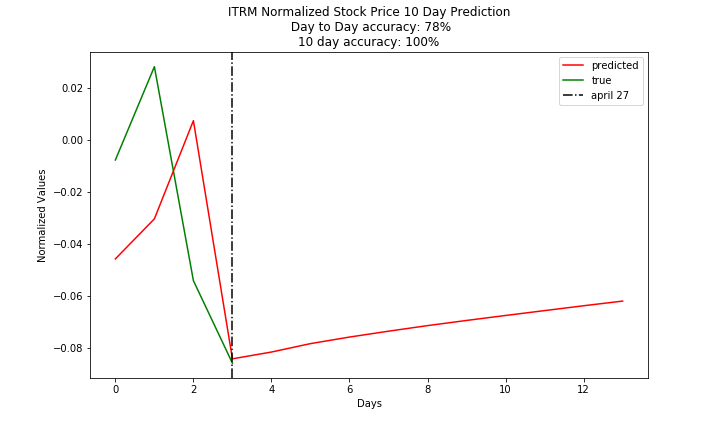 ITRM Normalized Stock Price 10 Day Prediction
Day to Day accuracy: 78%
10 day accuracy: 100%
predicted
true
april 27
0.02
0.00
−0.02
−0.04
−0.06
−0.08
Normalized Values
0 2 4 6 8 10 12
Days